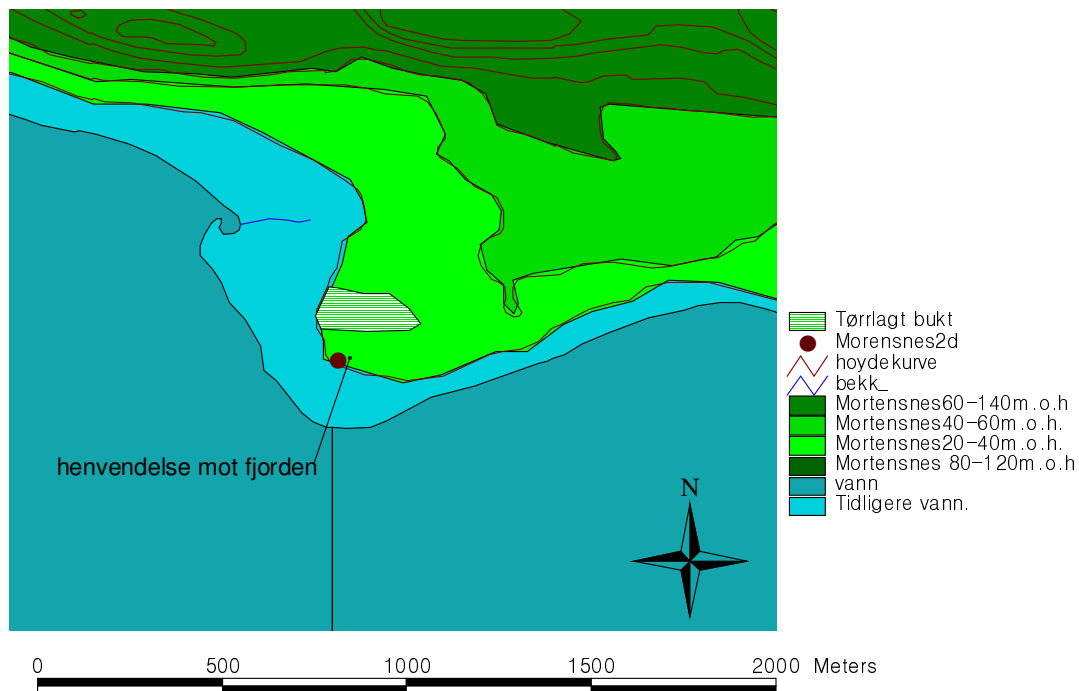 Tørrlagt bukt
Morensnes2d
hoydekurve
bekk_
Mortensnes60-140m.o.h
Mortensnes40-60m.o.h.
Mortensnes20-40m.o.h.
Mortensnes 80-120m.o.h
vann
Tidligere vann.
henvendelse mot fjorden
N
0 500 1000 1500 2000 Meters